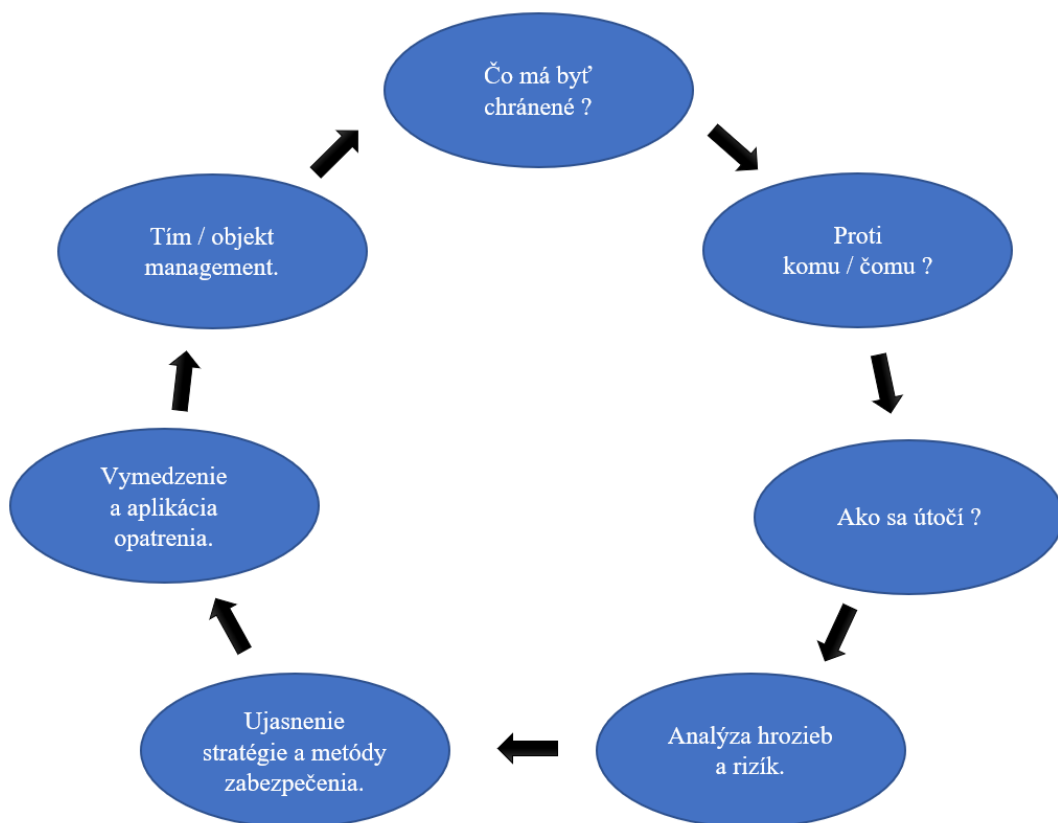 Čo má byť
chránené ?
Proti
komu / čomu ?
Ako sa útočí ?
Analýza hrozieb
a rizík.
Ujasnenie
stratégie a metódy
zabezpečenia.
Vymedzenie
a aplikácia
opatrenia.
Tím / objekt
management.